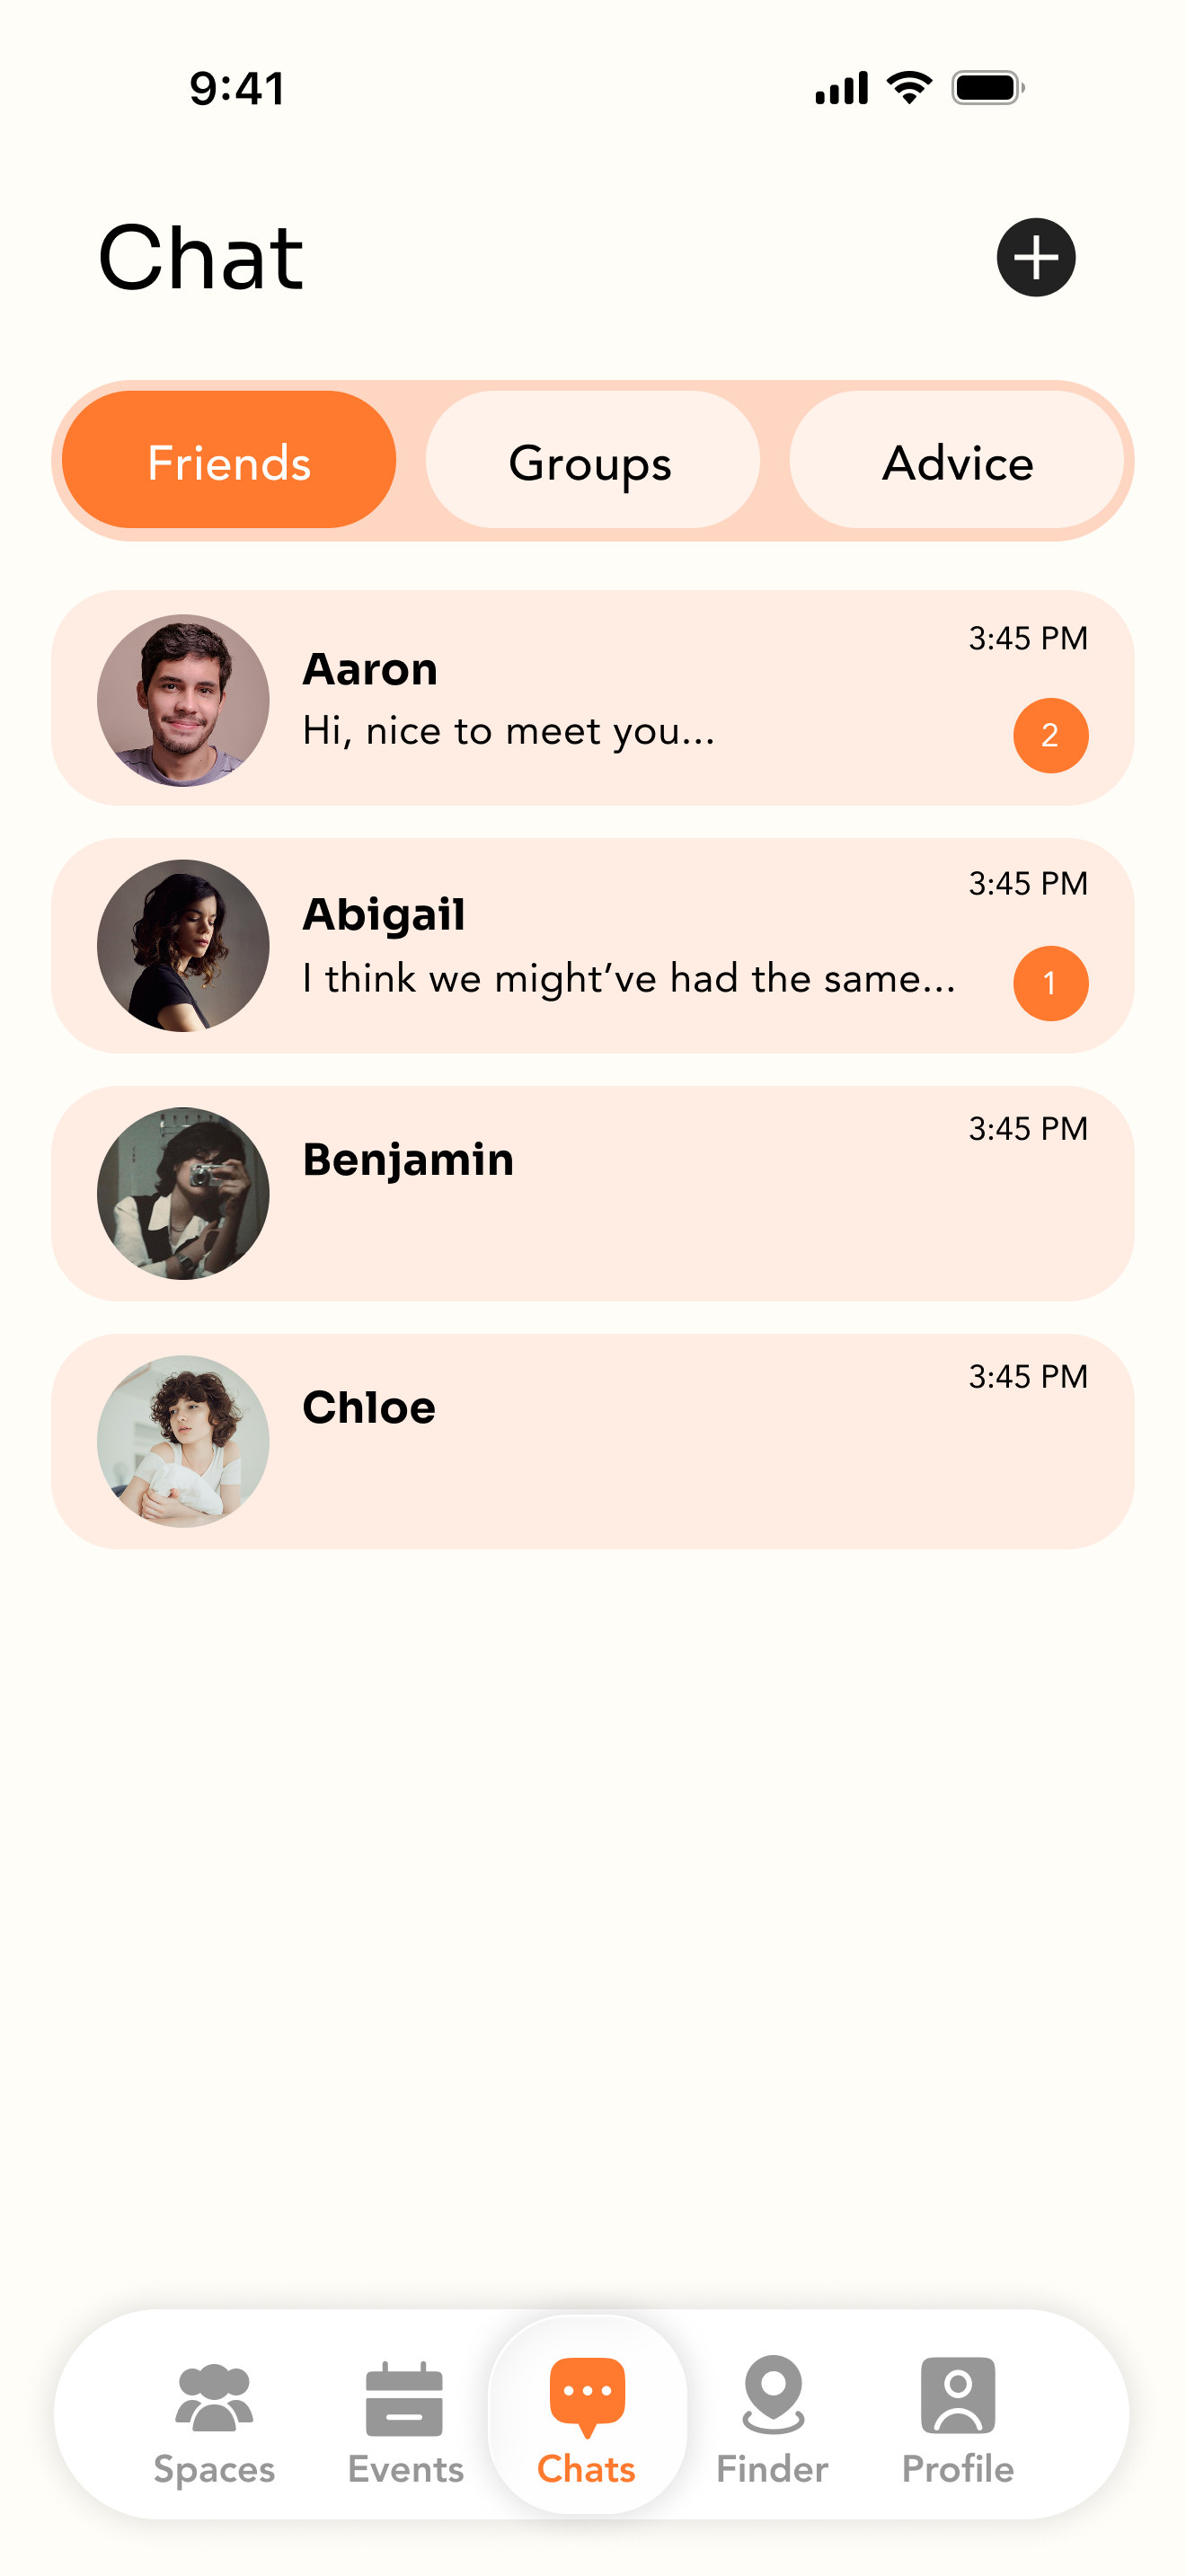 9:41
Chat
Friends Groups Advice
Aaron 3:45 PM
Hi, nice to meet you... 2
Abigail 3:45 PM
I think we might’ve had the same... 1
Benjamin 3:45 PM
Chloe 3:45 PM
Spaces Events Chats Finder Profile